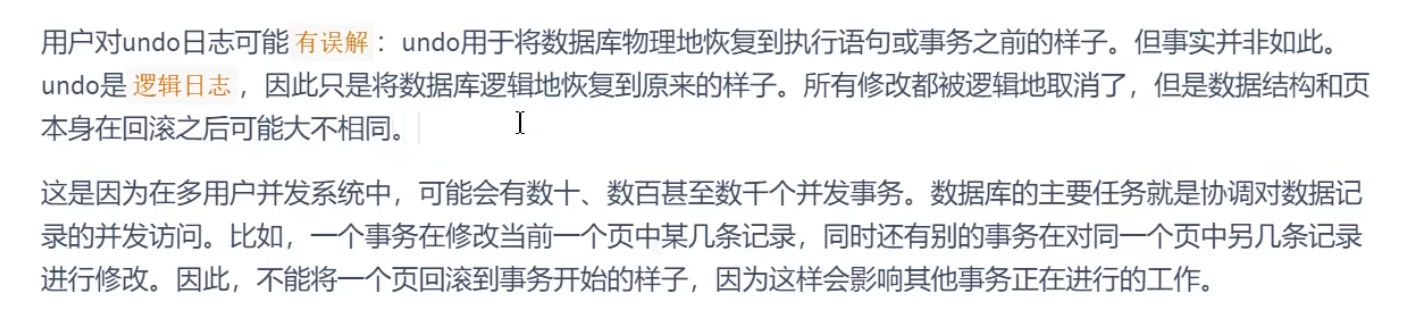 用户对undo日志可能 有误解 ：undo用于将数据库物理地恢复到执行语句或事务之前的样子。但事实并非如此。
undo是 逻辑日志 ，因此只是将数据库逻辑地恢复到原来的样子。所有修改都被逻辑地取消了，但是数据结构和页
本身在回滚之后可能大不相同。
这是因为在多用户并发系统中，可能会有数十、数百甚至数千个并发事务。数据库的主要任务就是协调对数据记
录的并发访问。比如，一个事务在修改当前一个页中某几条记录，同时还有别的事务在对同一个页中另几条记录
进行修改。因此，不能将一个页回滚到事务开始的样子，因为这样会影响其他事务正在进行的工作。